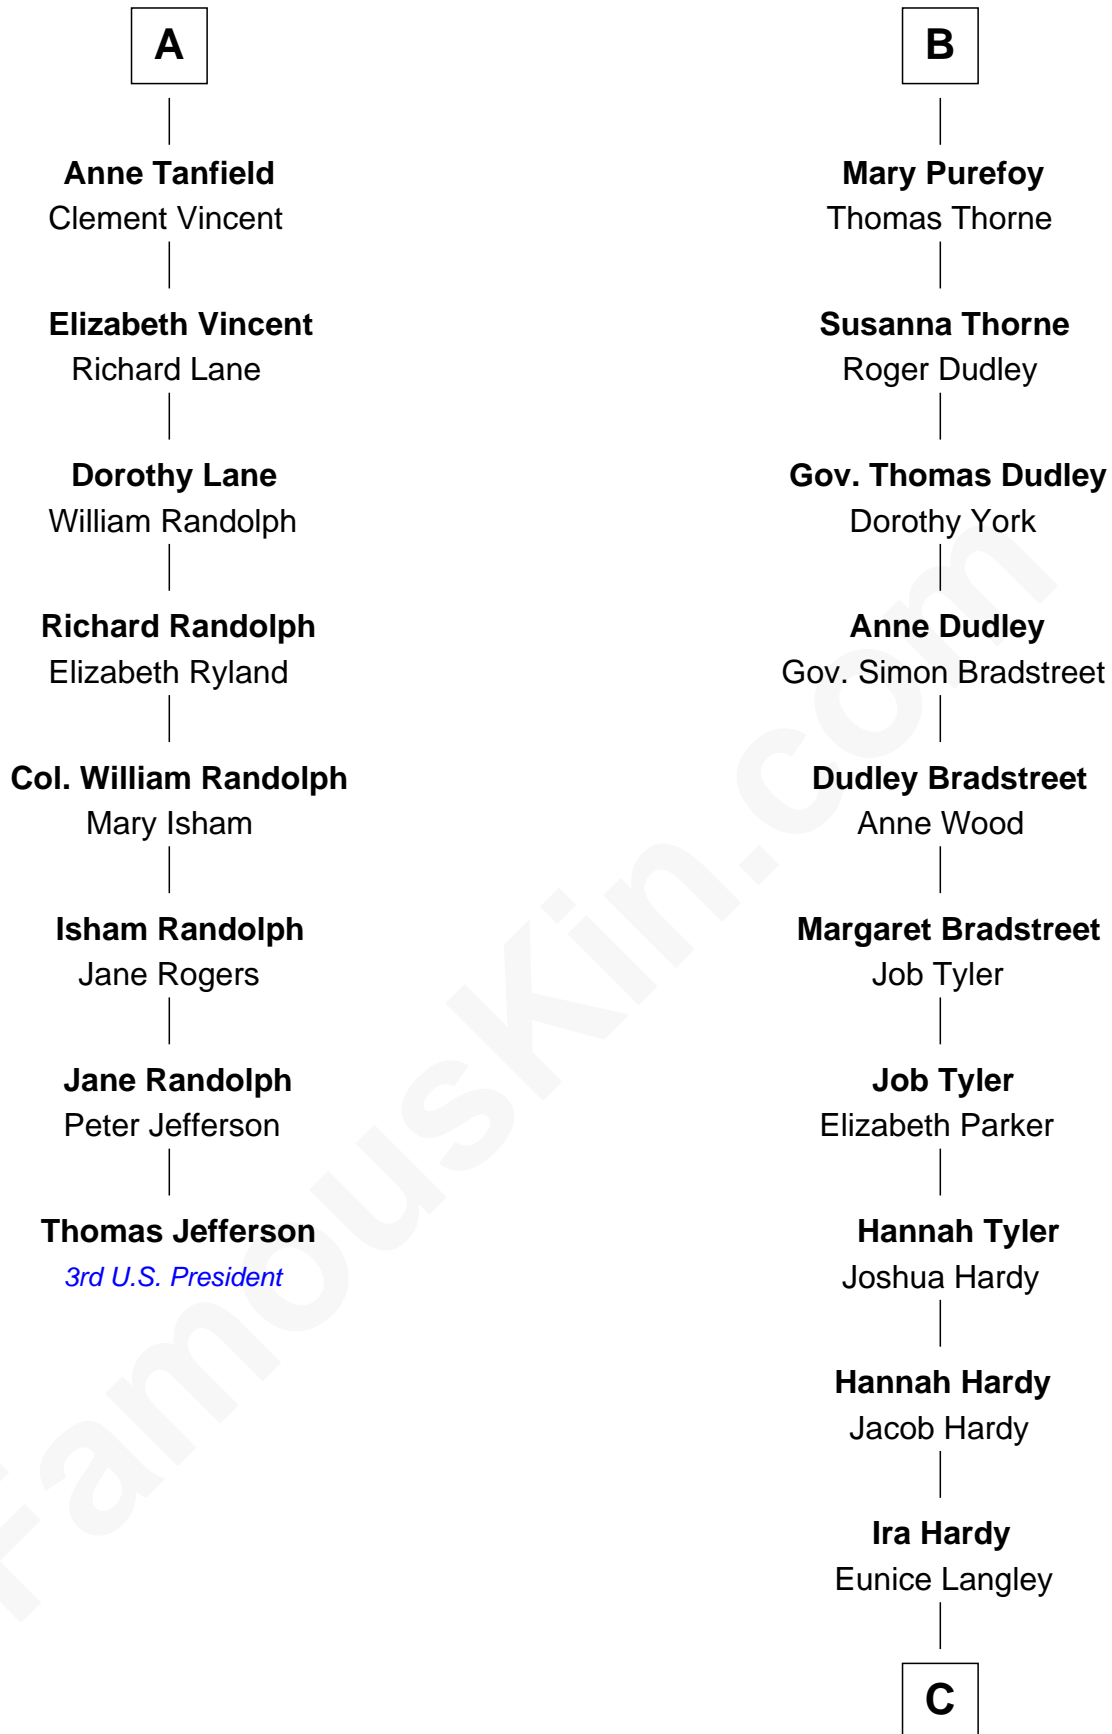 A
Anne Tanfield
Clement Vincent
Elizabeth Vincent
Richard Lane
Dorothy Lane
William Randolph
Richard Randolph
Elizabeth Ryland
Col. William Randolph
Mary Isham
Isham Randolph
Jane Rogers
Jane Randolph
Peter Jefferson
Thomas Jefferson
3rd U.S. President
B
Mary Purefoy
Thomas Thorne
Susanna Thorne
Roger Dudley
Gov. Thomas Dudley
Dorothy York
Anne Dudley
Gov. Simon Bradstreet
Dudley Bradstreet
Anne Wood
Margaret Bradstreet
Job Tyler
Job Tyler
Elizabeth Parker
Hannah Tyler
Joshua Hardy
Hannah Hardy
Jacob Hardy
Ira Hardy
Eunice Langley
C
FamousKin.com